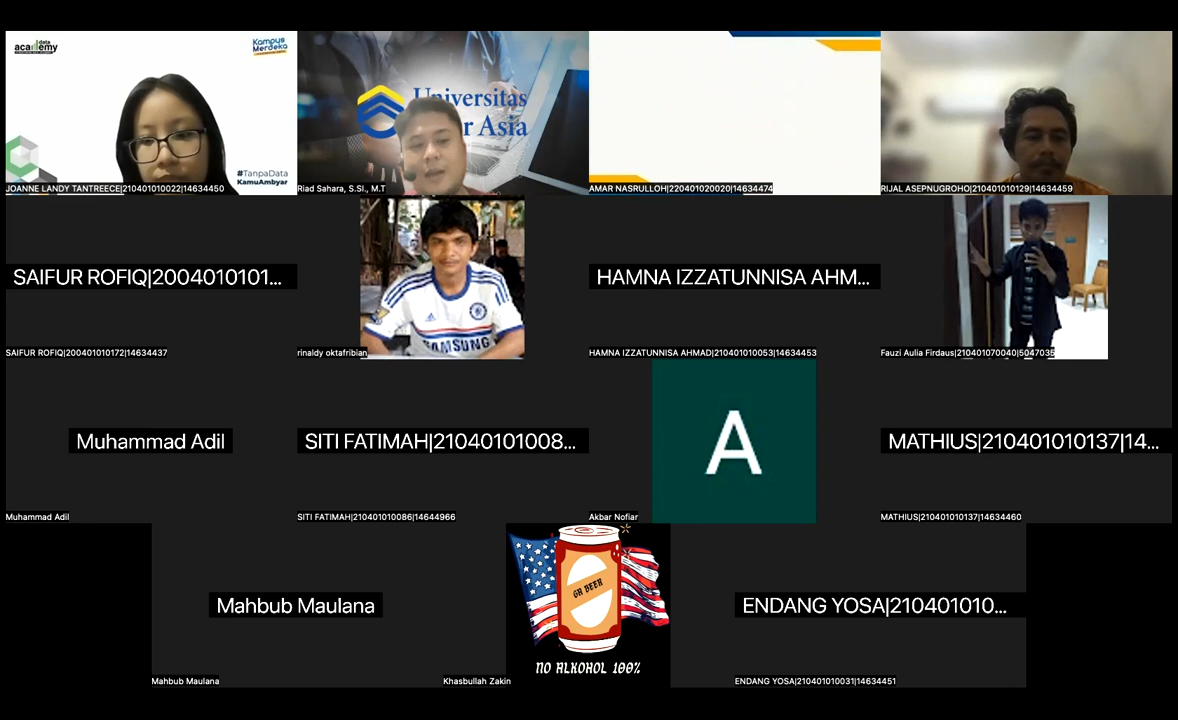 data
academy
Kampus
Merdeka
#TanpaData
KamuAmbyar
JOANNE LANDY TANTREECE|210401010022|14634450
Universitas
r Asia
Riad Sahara, S.SI., M.T
AMAR NASRULLOH|220401020020|14634474
RIJAL ASEPNUGROHO|210401010129|14634459
SAIFUR ROFIQ|2004010101...
SAIFUR ROFIQ|200401010172|14634437
SAMSUNG
rinaldy oktafribian
HAMNA IZZATUNNISA AHM...
HAMNA IZZATUNNISA AHMAD|210401010053|14634453
Fauzi Aulia Firdaus|210401070040|5047035
Muhammad Adil
Muhammad Adil
SITI FATIMAH|21040101008...
SITI FATIMAH|210401010086|14644966
A
Akbar Nofiar
MATHIUS|210401010137|14...
MATHIUS|210401010137|14634460
Mahbub Maulana
Mahbub Maulana
GR BEER
NO ALKOHOL 100%
Khasbullah Zakin
ENDANG YOSA|210401010...
ENDANG YOSA|210401010031|14634451